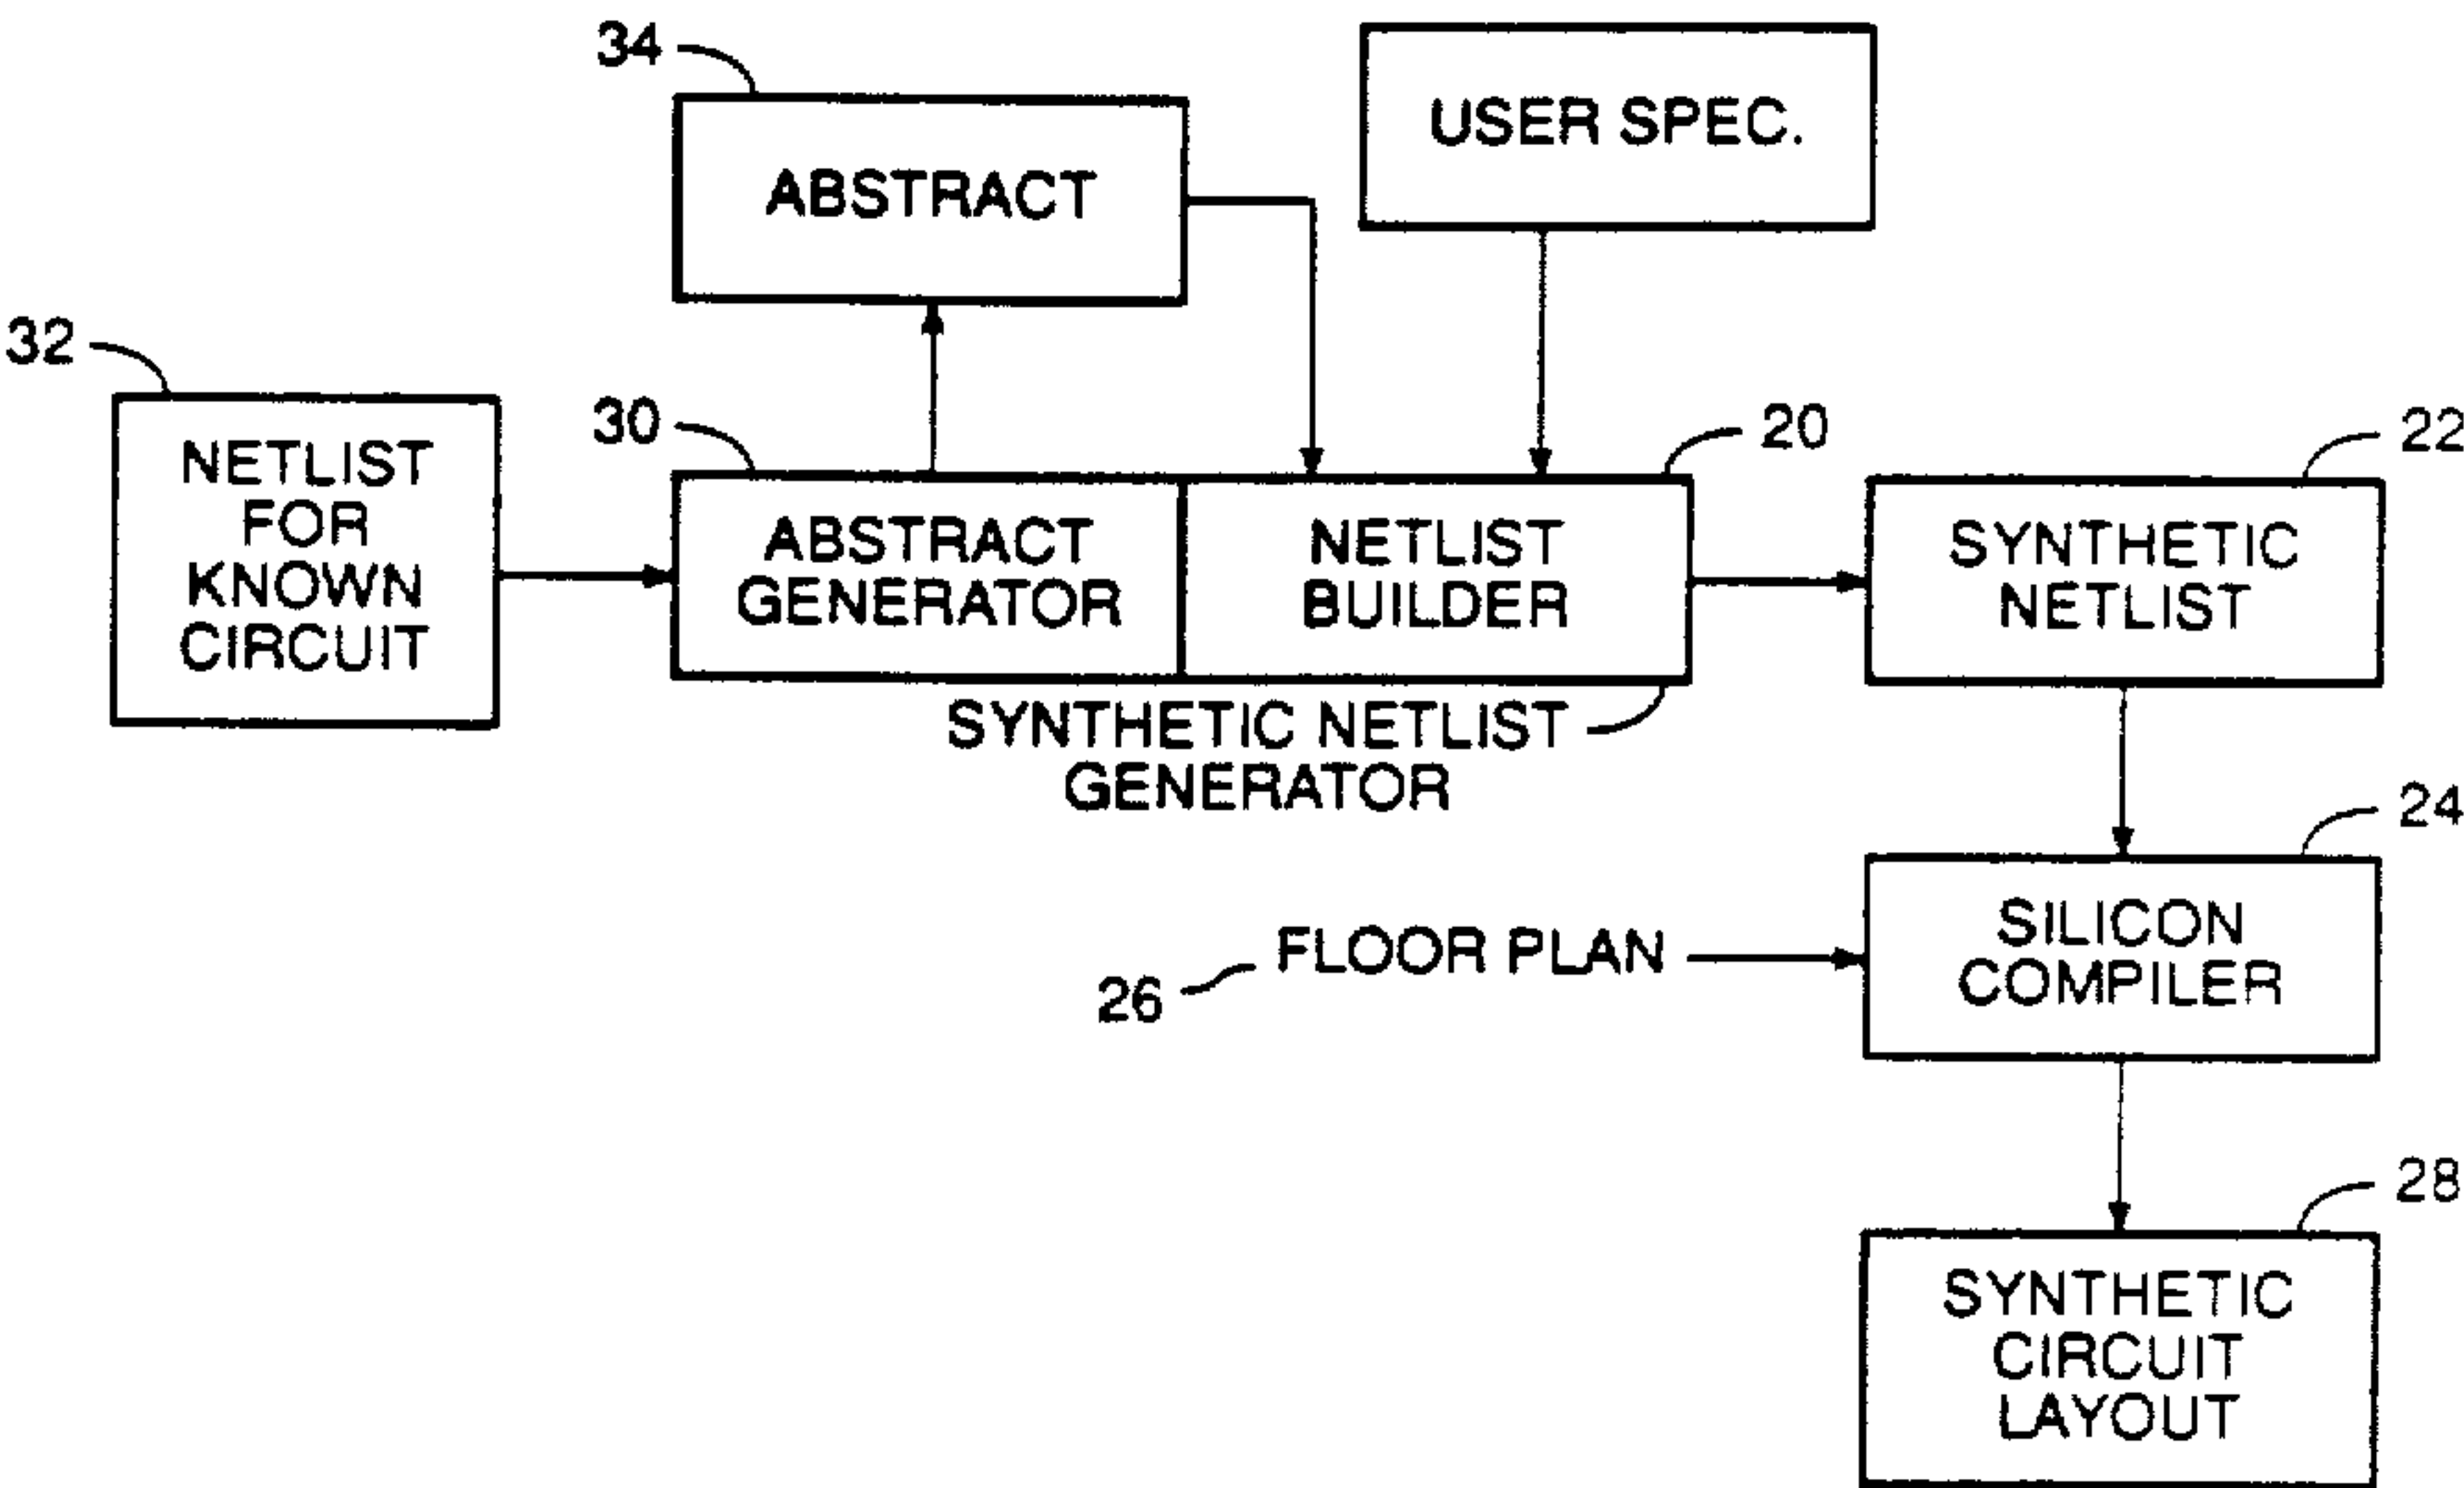 34
ABSTRACT
USER SPEC.
32
NETLIST
FOR
KNOWN
CIRCUIT
30
ABSTRACT
GENERATOR
20
NETLIST
BUILDER
SYNTHETIC NETLIST
GENERATOR
22
SYNTHETIC
NETLIST
24
SILICON
COMPILER
26
FLOOR PLAN
28
SYNTHETIC
CIRCUIT
LAYOUT